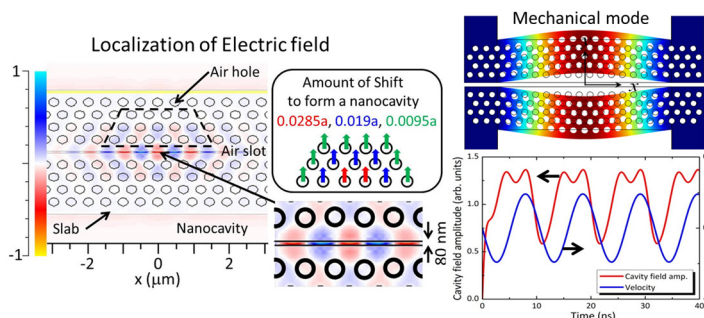 Localization of Electric field
1
-1
Air hole
Air slot
Slab
Nanocavity
-2
0
2
x (μm)
Amount of Shift
to form a nanocavity
0.0285a, 0.019a, 0.0095a
80 nm
Mechanical mode
x
Cavity field amplitude (arb. units)
1.5
1.0
0.5
0.0
0
10
20
30
40
Time (ns)
Cavity field amp.
Velocity